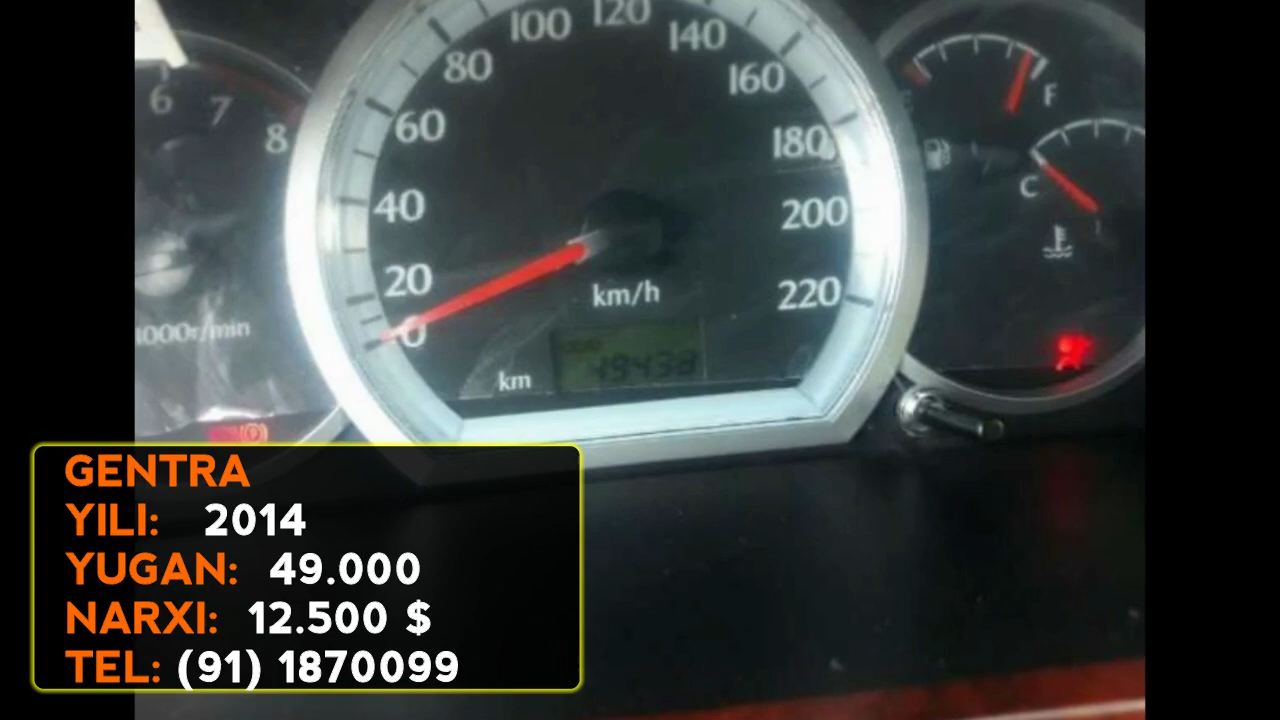 100 120 140
80 160
60 180
40 200
20 220
0
km/h
km
6 7 8
1000r/min
F
C
GENTRA
YILI: 2014
YUGAN: 49.000
NARXI: 12.500 $
TEL: (91) 1870099